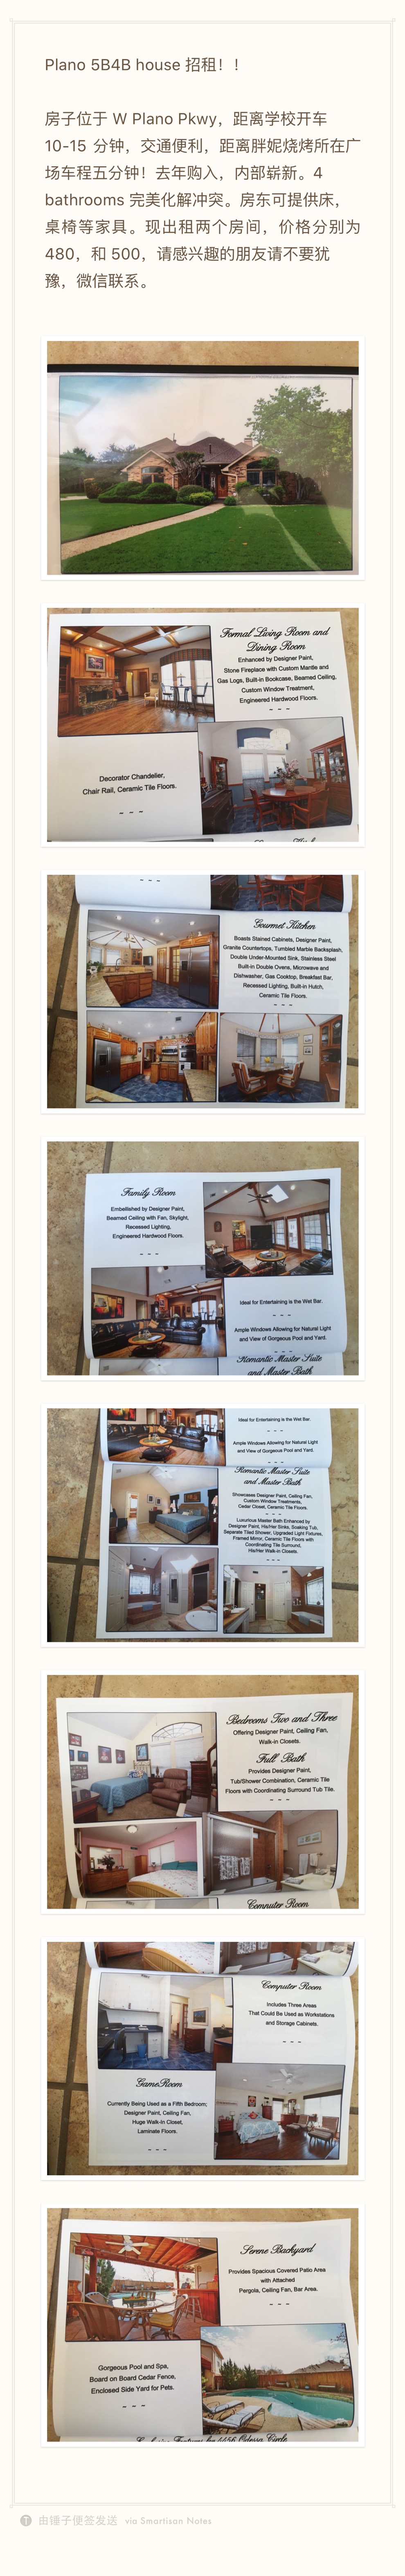 Plano 5B4B house 招租！！
房子位于 W Plano Pkwy，距离学校开车
10-15 分钟，交通便利，距离胖妮烧烤所在广
场车程五分钟！去年购入，内部崭新。4
bathrooms 完美化解冲突。房东可提供床，
桌椅等家具。现出租两个房间，价格分别为
480，和 500，请感兴趣的朋友请不要犹
豫，微信联系。
Formal Living Room and
Dining Room
Enhanced by Designer Paint,
Stone Fireplace with Custom Mantle and
Gas Logs, Built-in Bookcase, Beamed Ceiling,
Custom Window Treatment,
Engineered Hardwood Floors.
- - -
Decorator Chandelier,
Chair Rail, Ceramic Tile Floors.
- - -
- - -
Gourmet Kitchen
Boasts Stained Cabinets, Designer Paint,
Granite Countertops, Tumbled Marble Backsplash,
Double Under-Mounted Sink, Stainless Steel
Built-in Double Ovens, Microwave and
Dishwasher, Gas Cooktop, Breakfast Bar,
Recessed Lighting, Built-in Hutch,
Ceramic Tile Floors.
- - -
Family Room
Embellished by Designer Paint,
Beamed Ceiling with Fan, Skylight,
Recessed Lighting,
Engineered Hardwood Floors.
- - -
Ideal for Entertaining is the Wet Bar.
- - -
Ample Windows Allowing for Natural Light
and View of Gorgeous Pool and Yard.
- - -
Romantic Master Suite
and Master Bath
Ideal for Entertaining is the Wet Bar.
- - -
Ample Windows Allowing for Natural Light
and View of Gorgeous Pool and Yard.
- - -
Romantic Master Suite
and Master Bath
Showcases Designer Paint, Ceiling Fan,
Custom Window Treatments,
Cedar Closet, Ceramic Tile Floors.
- - -
Luxurious Master Bath Enhanced by
Designer Paint, His/Her Sinks, Soaking Tub,
Separate Tiled Shower, Upgraded Light Fixtures,
Framed Mirror, Ceramic Tile Floors with
Coordinating Tile Surround,
His/Her Walk-in Closets.
Bedrooms Two and Three
Offering Designer Paint, Ceiling Fan,
Walk-in Closets.
Full Bath
Provides Designer Paint,
Tub/Shower Combination, Ceramic Tile
Floors with Coordinating Surround Tub Tile.
- - -
Computer Room
Computer Room
Includes Three Areas
That Could Be Used as Workstations
and Storage Cabinets.
- - -
GameRoom
Currently Being Used as a Fifth Bedroom;
Designer Paint, Ceiling Fan,
Huge Walk-In Closet,
Laminate Floors.
- - -
Serene Backyard
Provides Spacious Covered Patio Area
with Attached
Pergola, Ceiling Fan, Bar Area.
- - -
Gorgeous Pool and Spa,
Board on Board Cedar Fence,
Enclosed Side Yard for Pets.
- - -
由锤子便签发送 via Smartisan Notes